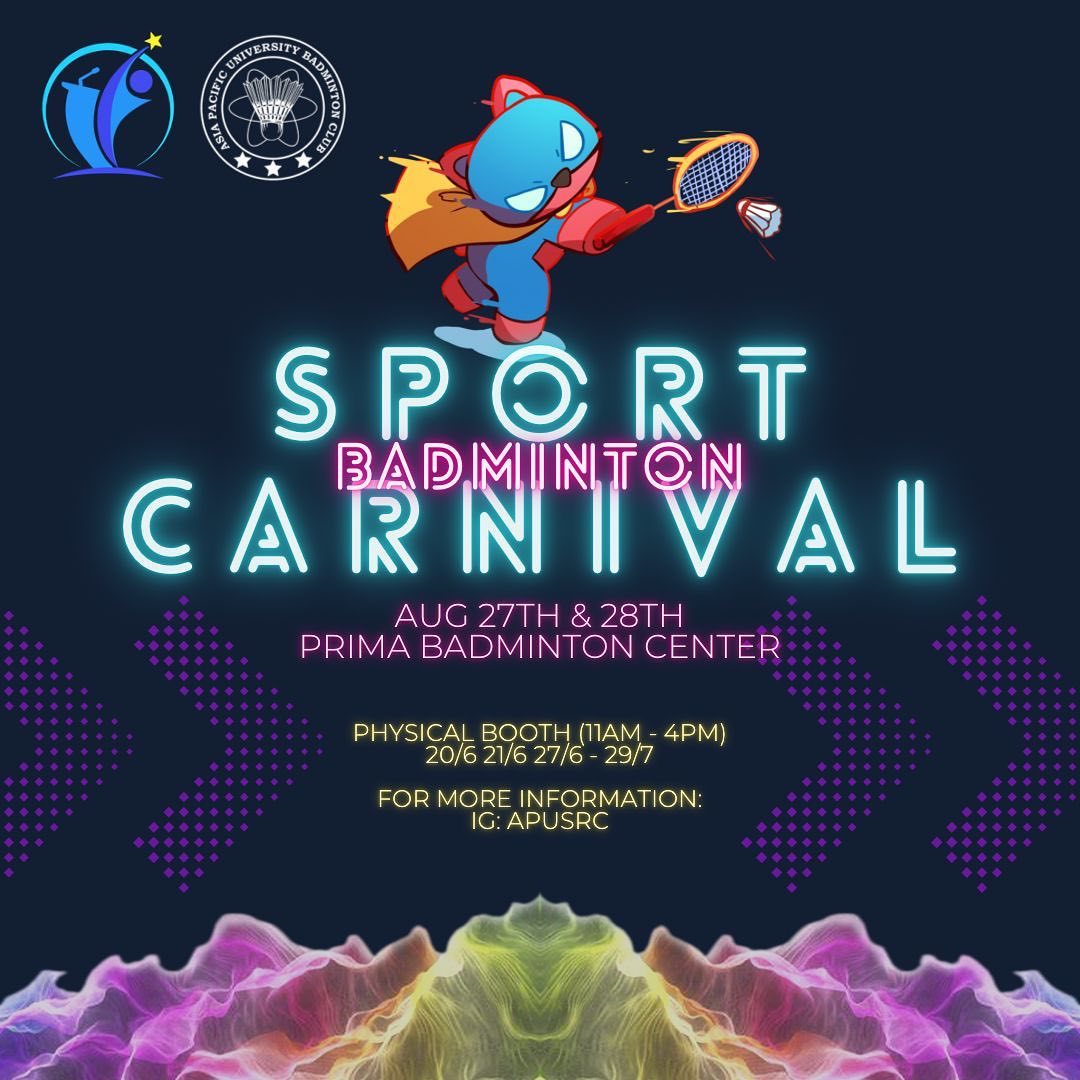 ASIA PACIFIC UNIVERSITY BADMINTON CLUB
SPORT
BADMINTON
CARNIVAL
AUG 27TH & 28TH
PRIMA BADMINTON CENTER
PHYSICAL BOOTH (11AM - 4PM)
20/6 21/6 27/6 - 29/7
FOR MORE INFORMATION:
IG: APUSRC